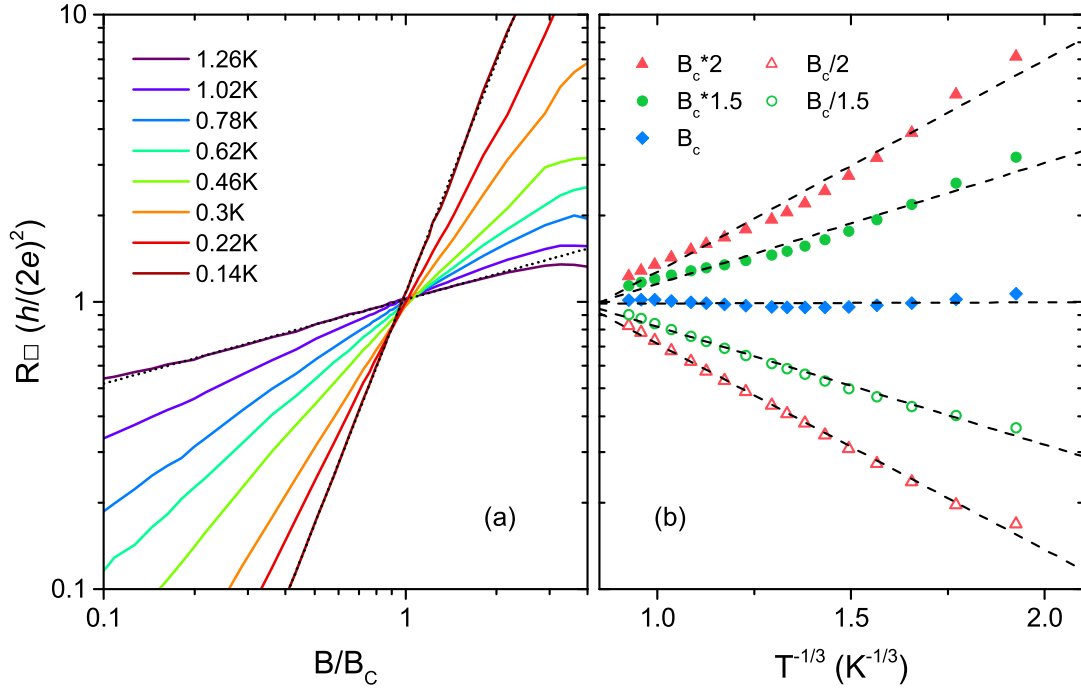 10
1
0.1
R□ (h/(2e)²)
1.26K
1.02K
0.78K
0.62K
0.46K
0.3K
0.22K
0.14K
(a)
0.1
1
B/B_C
B_c*2
B_c/2
B_c*1.5
B_c/1.5
B_c
(b)
1.0
1.5
2.0
T^-1/3 (K^-1/3)